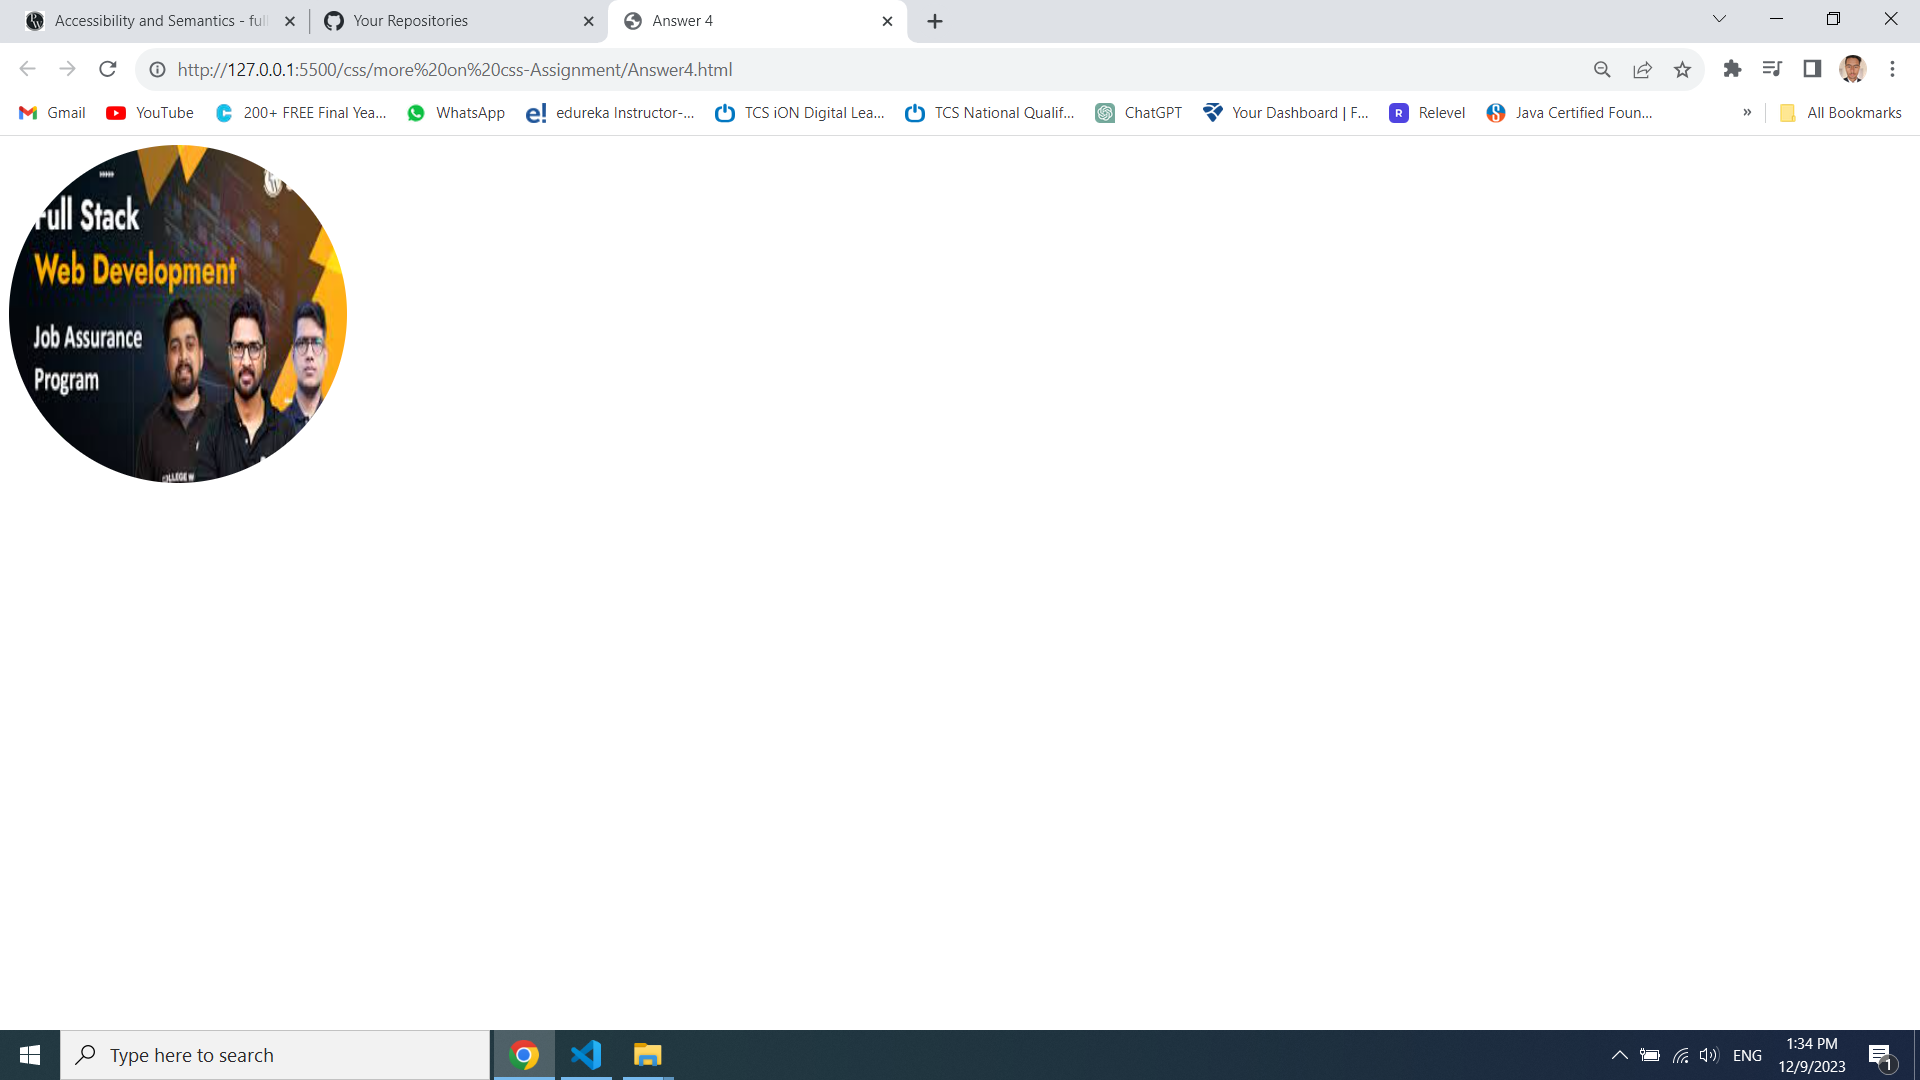 Accessibility and Semantics - full
Your Repositories
Answer 4
http://127.0.0.1:5500/css/more%20on%20css-Assignment/Answer4.html
Gmail
YouTube
200+ FREE Final Yea...
WhatsApp
edureka Instructor-...
TCS iON Digital Lea...
TCS National Qualif...
ChatGPT
Your Dashboard | F...
Relevel
Java Certified Foun...
»
All Bookmarks
Full Stack
Web Development
Job Assurance
Program
Type here to search
ENG
1:34 PM
12/9/2023
1